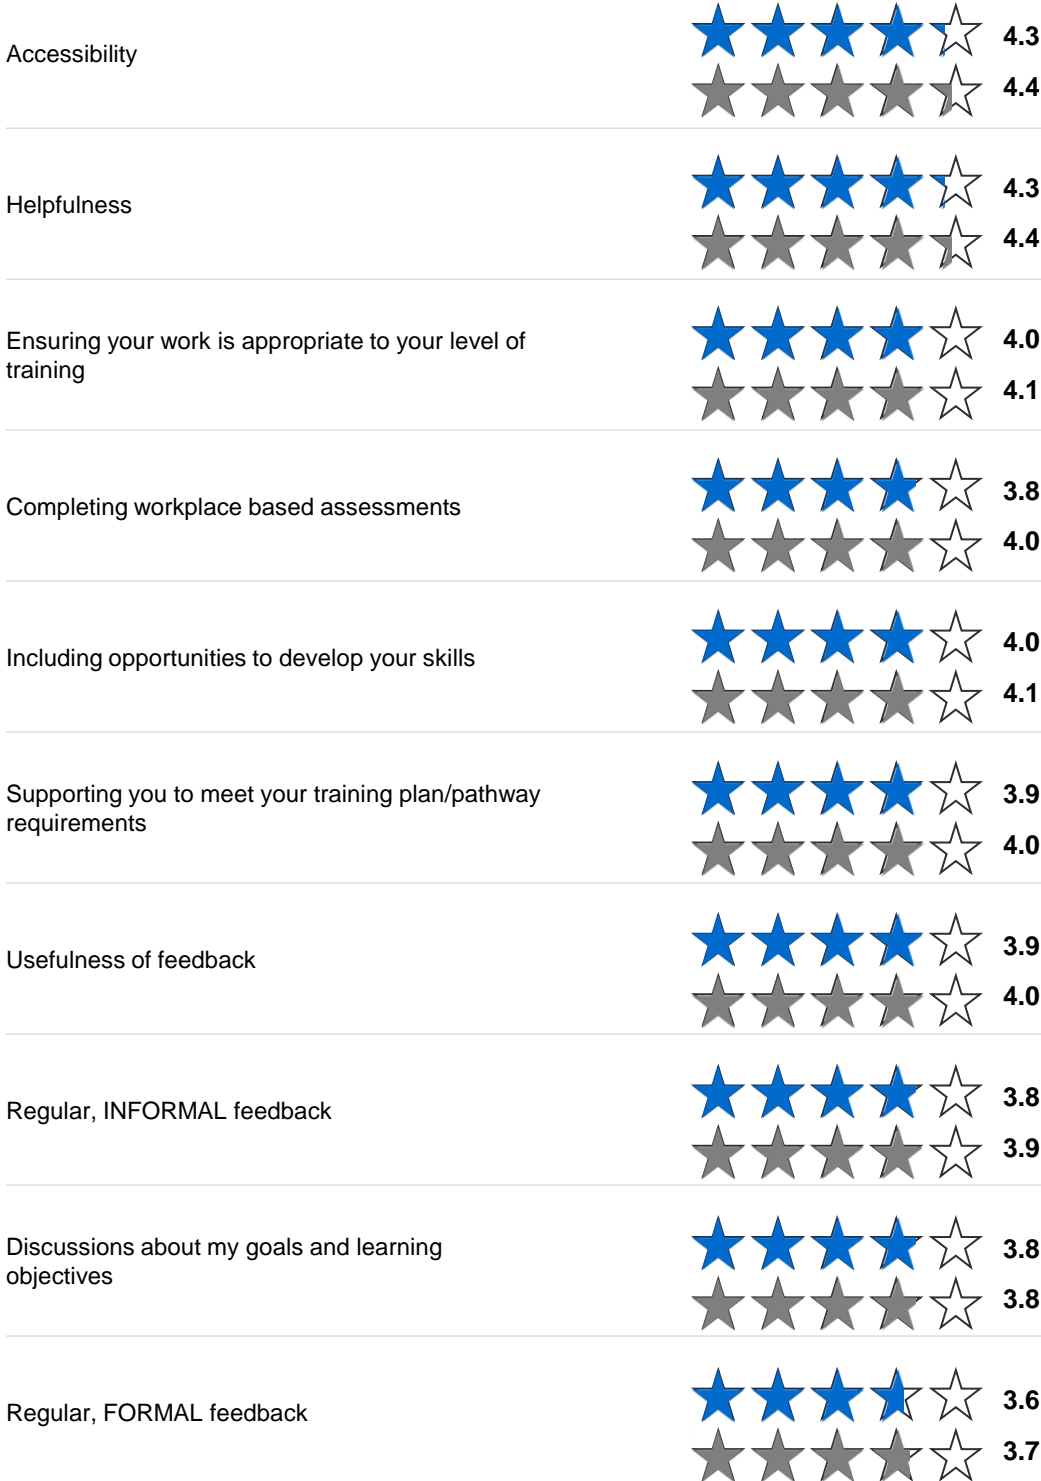 Accessibility
4.3
4.4
Helpfulness
4.3
4.4
Ensuring your work is appropriate to your level of
training
4.0
4.1
Completing workplace based assessments
3.8
4.0
Including opportunities to develop your skills
4.0
4.1
Supporting you to meet your training plan/pathway
requirements
3.9
4.0
Usefulness of feedback
3.9
4.0
Regular, INFORMAL feedback
3.8
3.9
Discussions about my goals and learning
objectives
3.8
3.8
Regular, FORMAL feedback
3.6
3.7